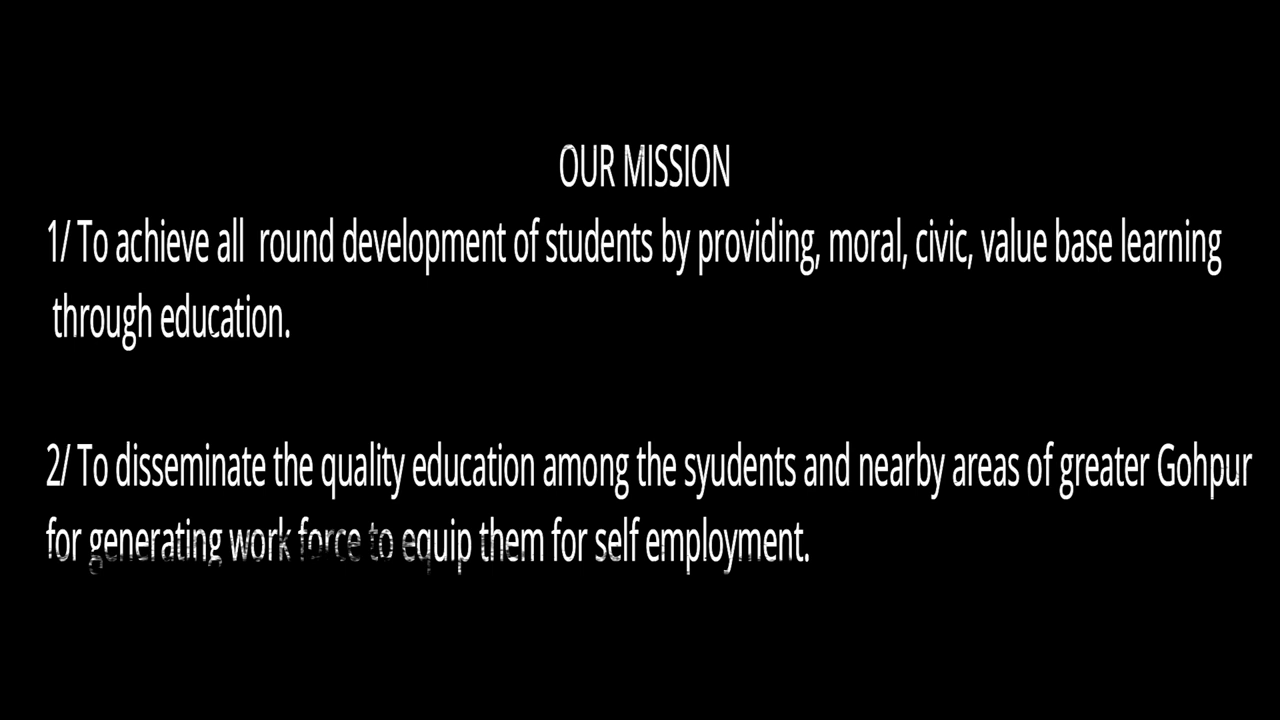 OUR MISSION
1/ To achieve all round development of students by providing, moral, civic, value base learning
through education.
2/ To disseminate the quality education among the syudents and nearby areas of greater Gohpur
for generating work force to equip them for self employment.